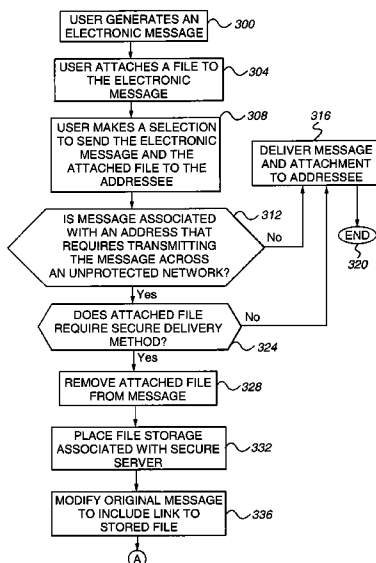 USER GENERATES AN
ELECTRONIC MESSAGE
300
USER ATTACHES A FILE TO
THE ELECTRONIC
MESSAGE
304
USER MAKES A SELECTION
TO SEND THE ELECTRONIC
MESSAGE AND THE
ATTACHED FILE TO THE
ADDRESSEE
308
316
DELIVER MESSAGE
AND ATTACHMENT
TO ADDRESSEE
IS MESSAGE ASSOCIATED
WITH AN ADDRESS THAT
REQUIRES TRANSMITTING
THE MESSAGE ACROSS
AN UNPROTECTED NETWORK?
312
No
END
320
Yes
DOES ATTACHED FILE
REQUIRE SECURE DELIVERY
METHOD?
No
324
Yes
REMOVE ATTACHED FILE
FROM MESSAGE
328
PLACE FILE STORAGE
ASSOCIATED WITH SECURE
SERVER
332
MODIFY ORIGINAL MESSAGE
TO INCLUDE LINK TO
STORED FILE
336
A